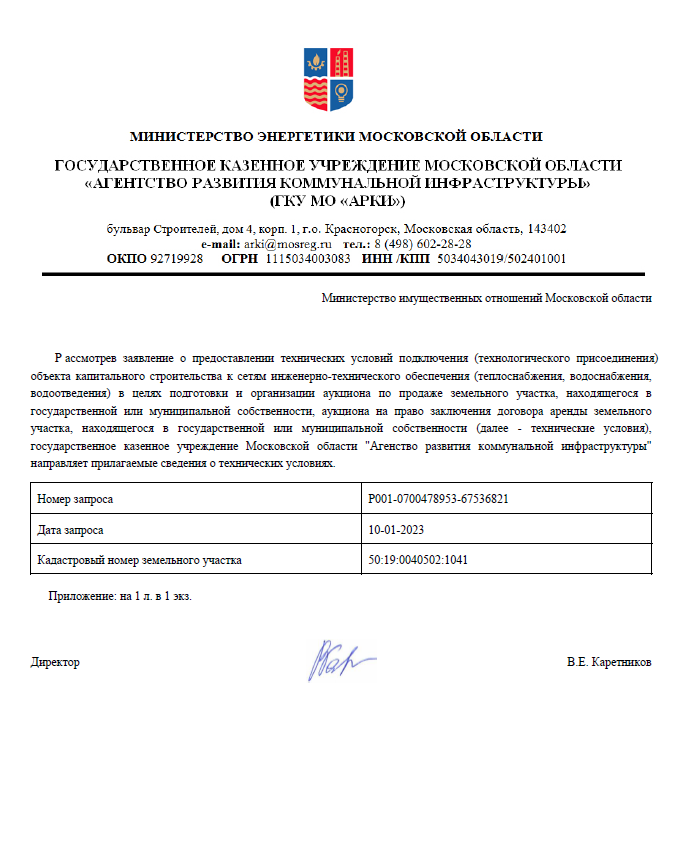 МИНИСТЕРСТВО ЭНЕРГЕТИКИ МОСКОВСКОЙ ОБЛАСТИ
ГОСУДАРСТВЕННОЕ КАЗЕННОЕ УЧРЕЖДЕНИЕ МОСКОВСКОЙ ОБЛАСТИ
«АГЕНТСТВО РАЗВИТИЯ КОММУНАЛЬНОЙ ИНФРАСТРУКТУРЫ»
(ГКУ МО «АРКИ»)
бульвар Строителей, дом 4, корп. 1, г.о. Красногорск, Московская область, 143402
e-mail: arki@mosreg.ru тел.: 8 (498) 602-28-28
ОКПО 92719928 ОГРН 1115034003083 ИНН /КПП 5034043019/502401001
Министерство имущественных отношений Московской области
Р ассмотрев заявление о предоставлении технических условий подключения (технологического присоединения)
объекта капитального строительства к сетям инженерно-технического обеспечения (теплоснабжения, водоснабжения,
водоотведения) в целях подготовки и организации аукциона по продаже земельного участка, находящегося в
государственной или муниципальной собственности, аукциона на право заключения договора аренды земельного
участка, находящегося в государственной или муниципальной собственности (далее - технические условия),
государственное казенное учреждение Московской области "Агенство развития коммунальной инфраструктуры"
направляет прилагаемые сведения о технических условиях.
Номер запроса P001-0700478953-67536821
Дата запроса 10-01-2023
Кадастровый номер земельного участка 50:19:0040502:1041
Приложение: на 1 л. в 1 экз.
Директор В.Е. Каретников